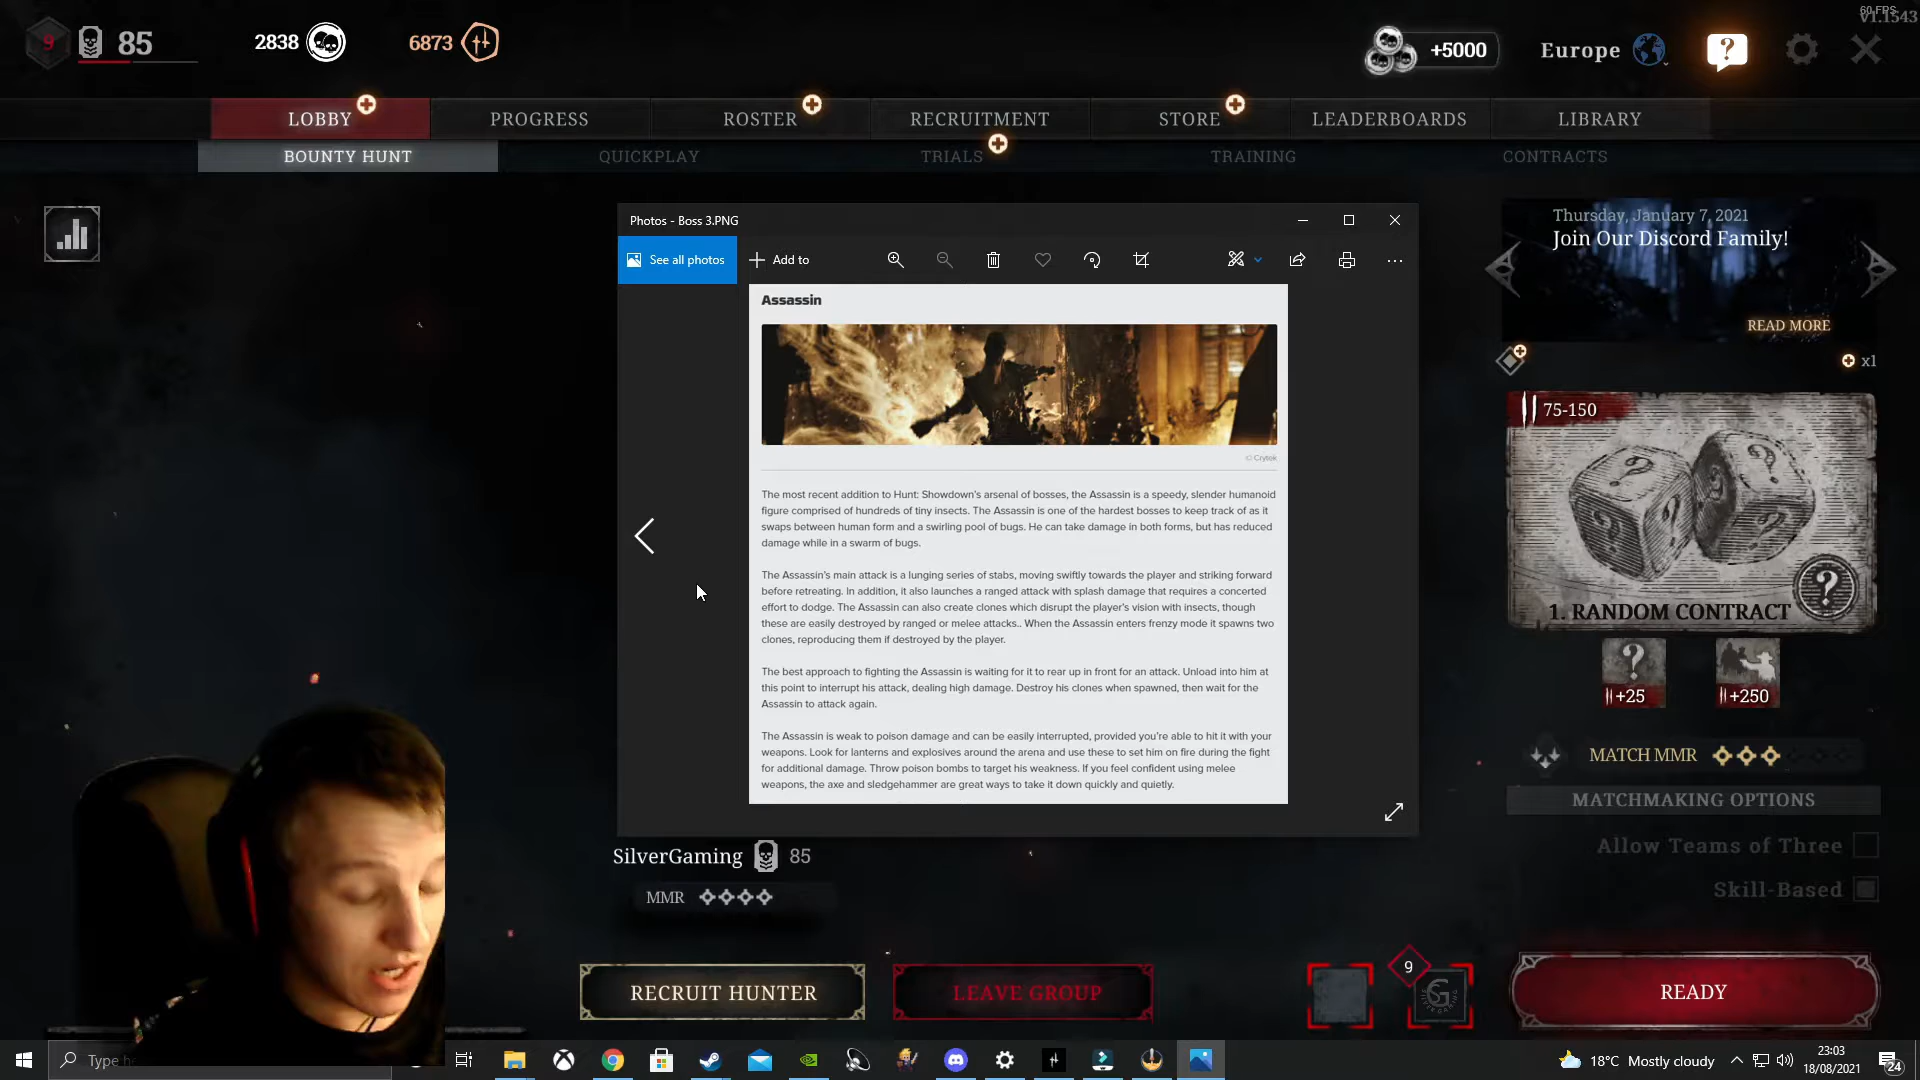 60 FPS
v1.1543
9
85
2838
6873
+5000
Europe
LOBBY
PROGRESS
ROSTER
RECRUITMENT
STORE
LEADERBOARDS
LIBRARY
BOUNTY HUNT
QUICKPLAY
TRIALS
TRAINING
CONTRACTS
Photos - Boss 3.PNG
See all photos
Add to
Assassin
© Crytek
The most recent addition to Hunt: Showdown's arsenal of bosses, the Assassin is a speedy, slender humanoid
figure comprised of hundreds of tiny insects. The Assassin is one of the hardest bosses to keep track of as it
swaps between human form and a swirling pool of bugs. He can take damage in both forms, but has reduced
damage while in a swarm of bugs.
The Assassin's main attack is a lunging series of stabs, moving swiftly towards the player and striking forward
before retreating. In addition, it also launches a ranged attack with splash damage that requires a concerted
effort to dodge. The Assassin can also create clones which disrupt the player's vision with insects, though
these are easily destroyed by ranged or melee attacks.. When the Assassin enters frenzy mode it spawns two
clones, reproducing them if destroyed by the player.
The best approach to fighting the Assassin is waiting for it to rear up in front for an attack. Unload into him at
this point to interrupt his attack, dealing high damage. Destroy his clones when spawned, then wait for the
Assassin to attack again.
The Assassin is weak to poison damage and can be easily interrupted, provided you're able to hit it with your
weapons. Look for lanterns and explosives around the arena and use these to set him on fire during the fight
for additional damage. Throw poison bombs to target his weakness. If you feel confident using melee
weapons, the axe and sledgehammer are great ways to take it down quickly and quietly.
Thursday, January 7, 2021
Join Our Discord Family!
READ MORE
x1
75-150
1. RANDOM CONTRACT
+25
+250
MATCH MMR
MATCHMAKING OPTIONS
Allow Teams of Three
Skill-Based
SilverGaming
85
MMR
RECRUIT HUNTER
LEAVE GROUP
9
SG
READY
Type he
18°C Mostly cloudy
23:03
18/08/2021
24